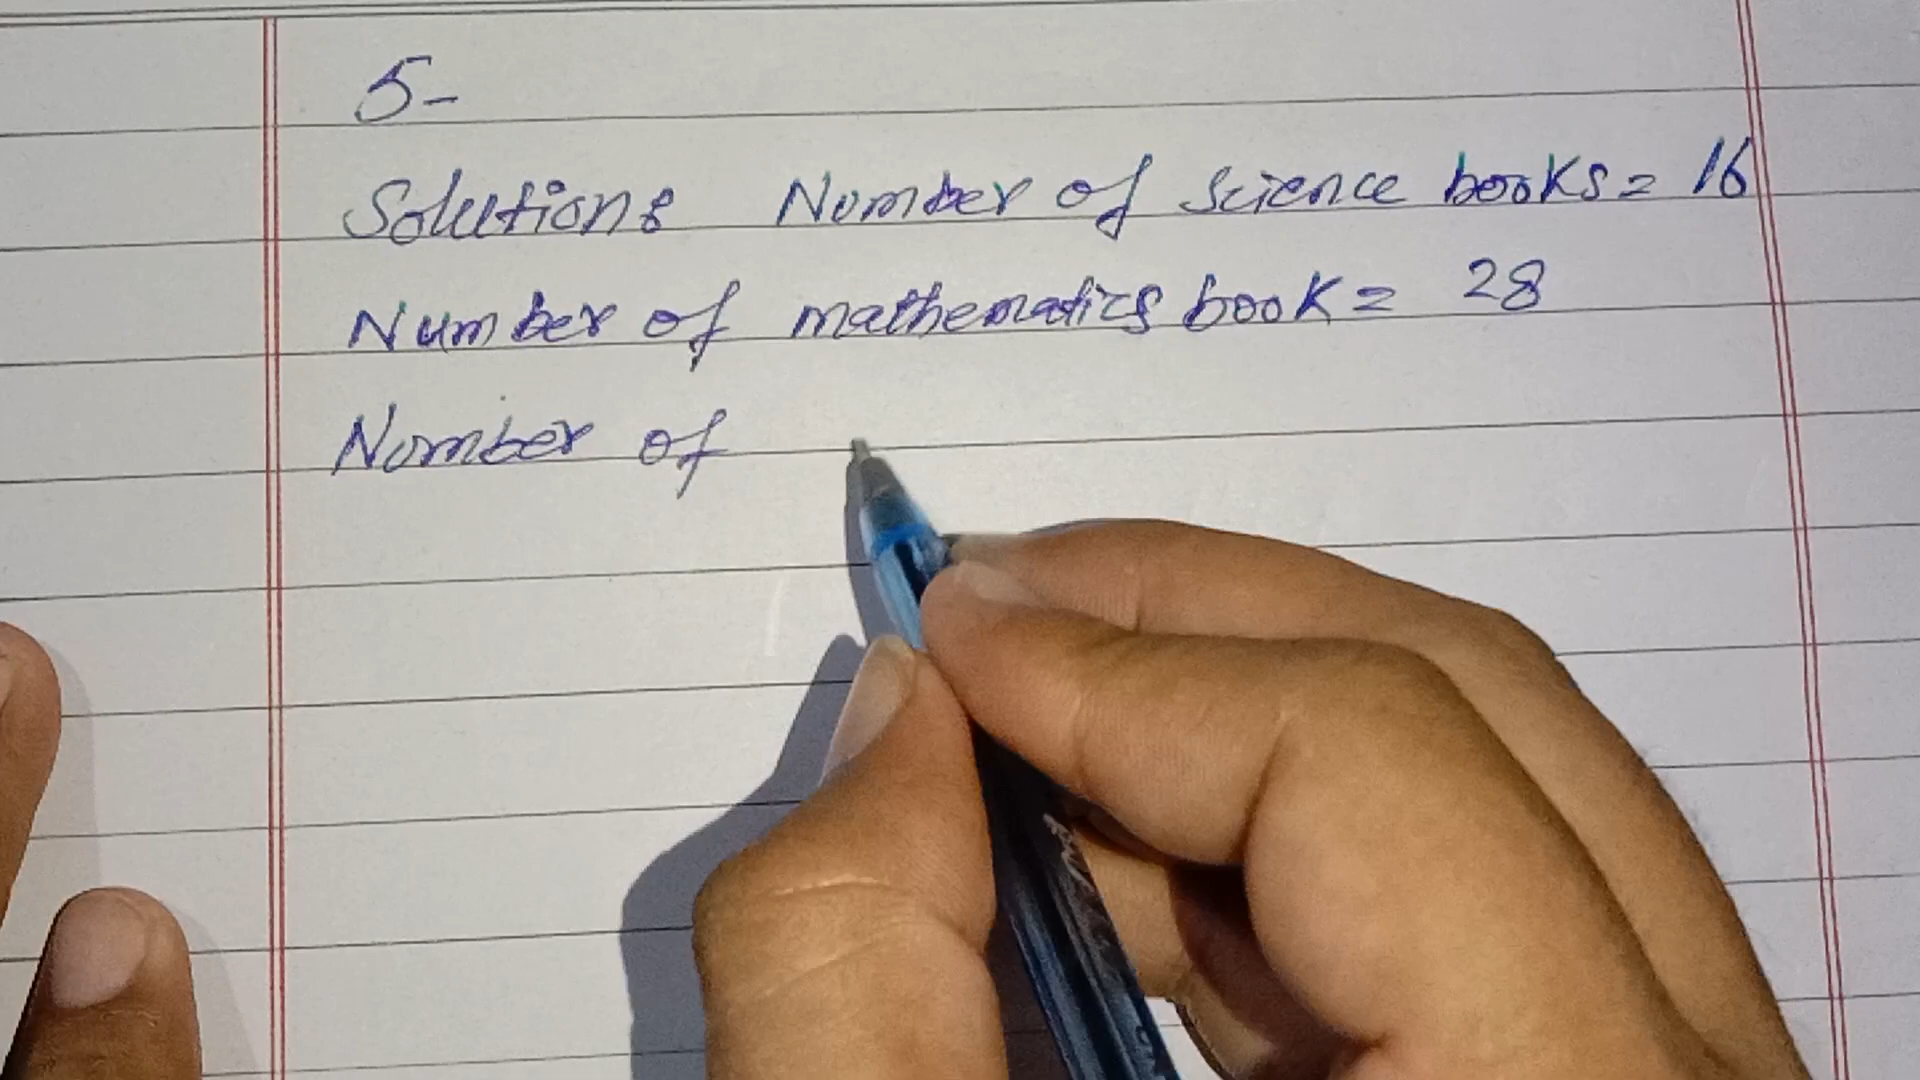 5-
Solution: Number of science books = 16
Number of mathematics book = 28
Number of